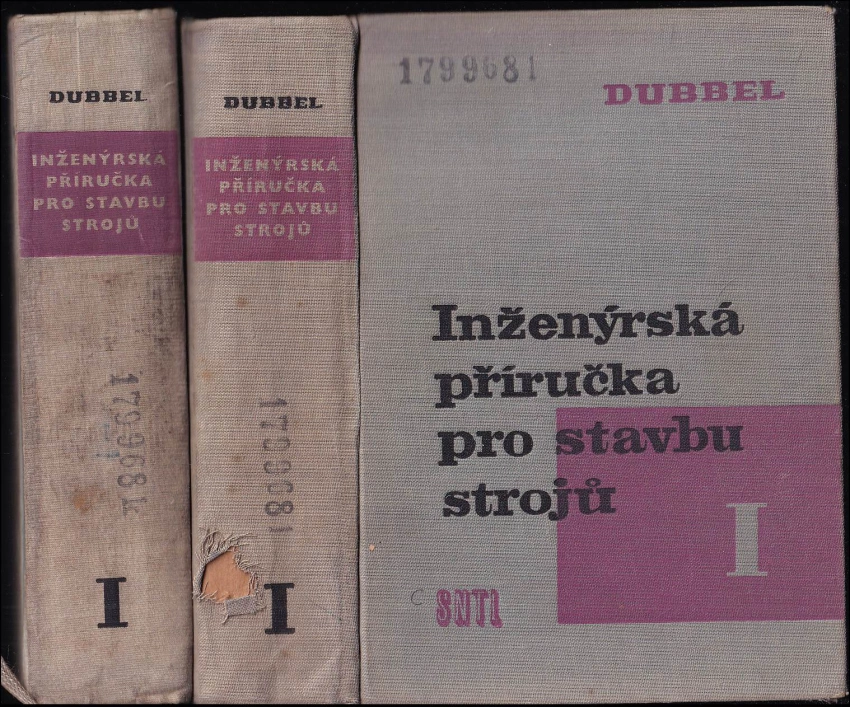 DUBBEL
INŽENÝRSKÁ
PŘÍRUČKA
PRO STAVBU
STROJŮ
179968
I
DUBBEL
INŽENÝRSKÁ
PŘÍRUČKA
PRO STAVBU
STROJŮ
1799681
I
1799681
DUBBEL
Inženýrská
příručka
pro stavbu
strojů
I
C
SNTL